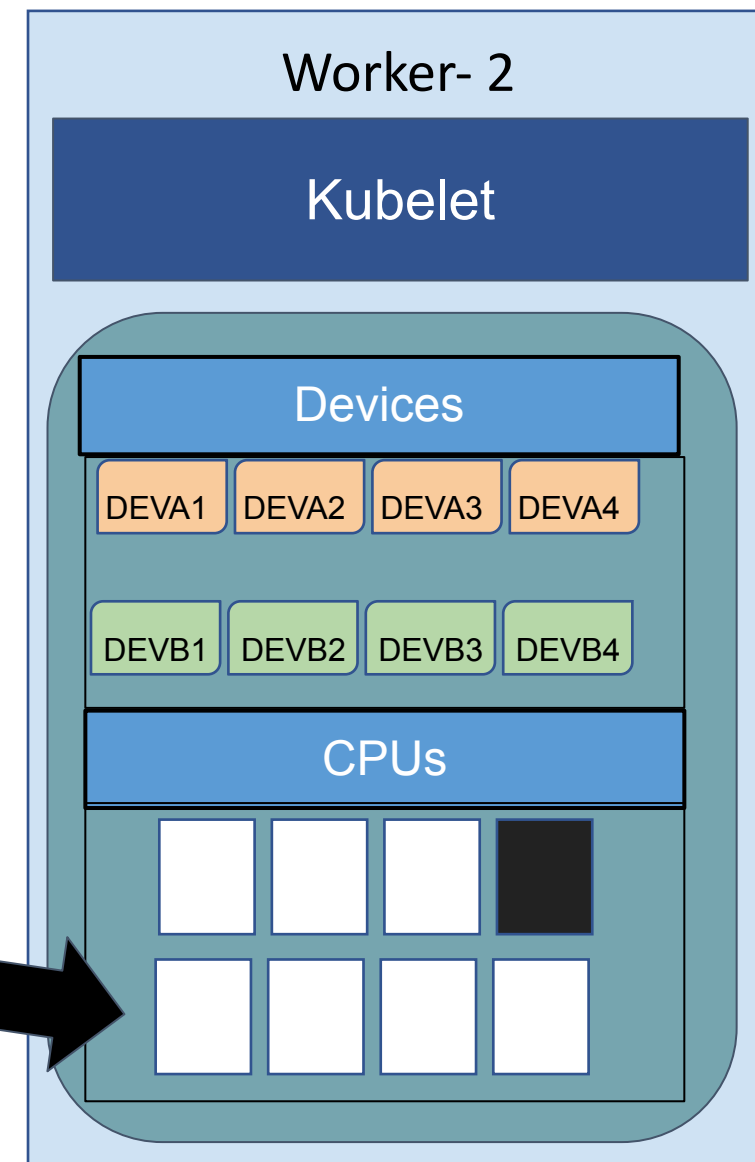 Worker- 2
Kubelet
Devices
DEVA1 DEVA2 DEVA3 DEVA4
DEVB1 DEVB2 DEVB3 DEVB4
CPUs